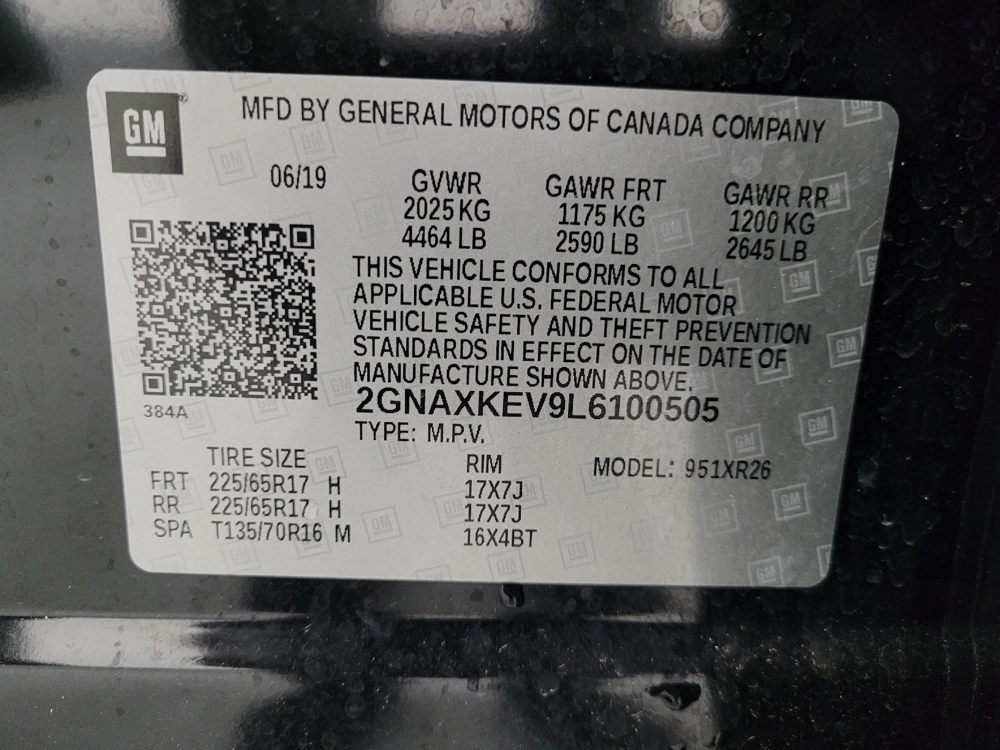 GM
MFD BY GENERAL MOTORS OF CANADA COMPANY
06/19 GVWR GAWR FRT GAWR RR
2025 KG 1175 KG 1200 KG
4464 LB 2590 LB 2645 LB
THIS VEHICLE CONFORMS TO ALL
APPLICABLE U.S. FEDERAL MOTOR
VEHICLE SAFETY AND THEFT PREVENTION
STANDARDS IN EFFECT ON THE DATE OF
MANUFACTURE SHOWN ABOVE.
384A
2GNAXKEV9L6100505
TYPE: M.P.V.
TIRE SIZE RIM MODEL: 951XR26
FRT 225/65R17 H 17X7J
RR 225/65R17 H 17X7J
SPA T135/70R16 M 16X4BT